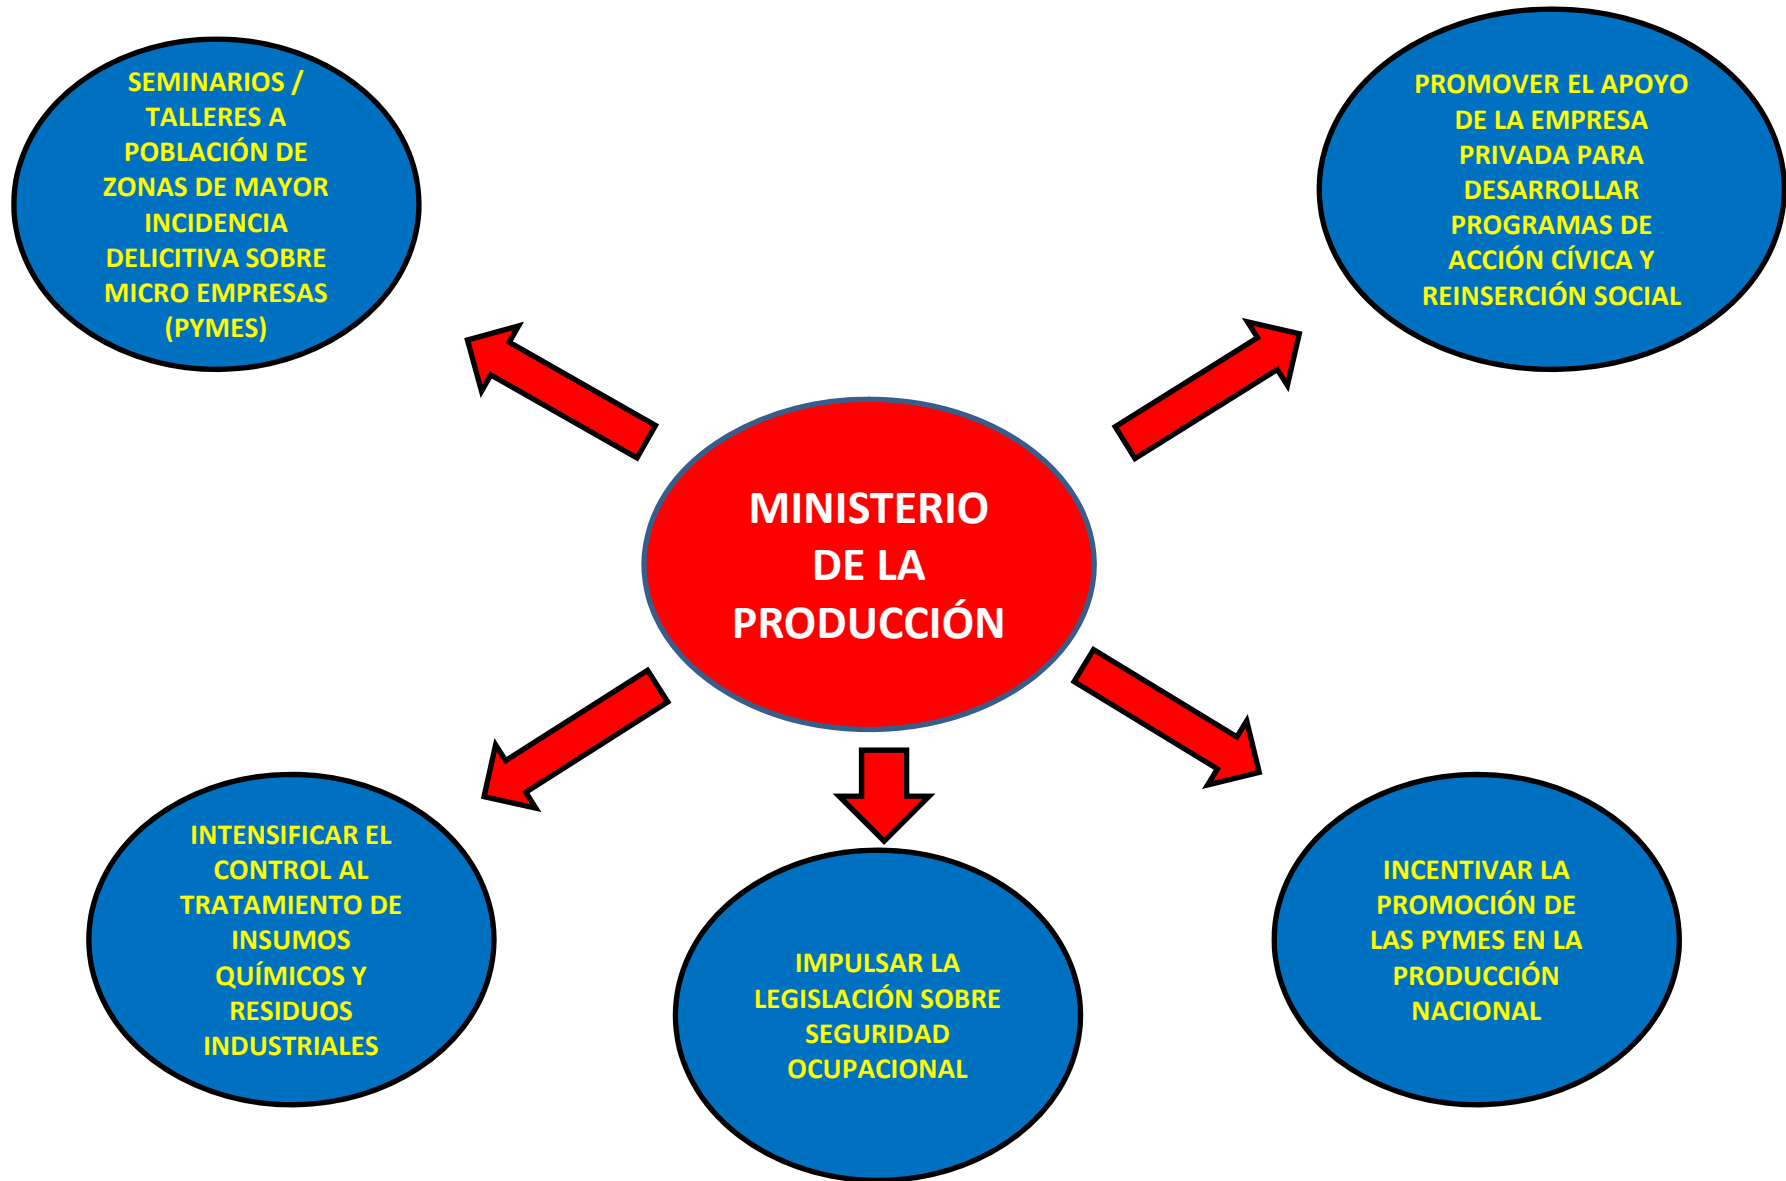 SEMINARIOS /
TALLERES A
POBLACIÓN DE
ZONAS DE MAYOR
INCIDENCIA
DELICITIVA SOBRE
MICRO EMPRESAS
(PYMES)
PROMOVER EL APOYO
DE LA EMPRESA
PRIVADA PARA
DESARROLLAR
PROGRAMAS DE
ACCIÓN CÍVICA Y
REINSERCIÓN SOCIAL
MINISTERIO
DE LA
PRODUCCIÓN
INTENSIFICAR EL
CONTROL AL
TRATAMIENTO DE
INSUMOS
QUÍMICOS Y
RESIDUOS
INDUSTRIALES
IMPULSAR LA
LEGISLACIÓN SOBRE
SEGURIDAD
OCUPACIONAL
INCENTIVAR LA
PROMOCIÓN DE
LAS PYMES EN LA
PRODUCCIÓN
NACIONAL